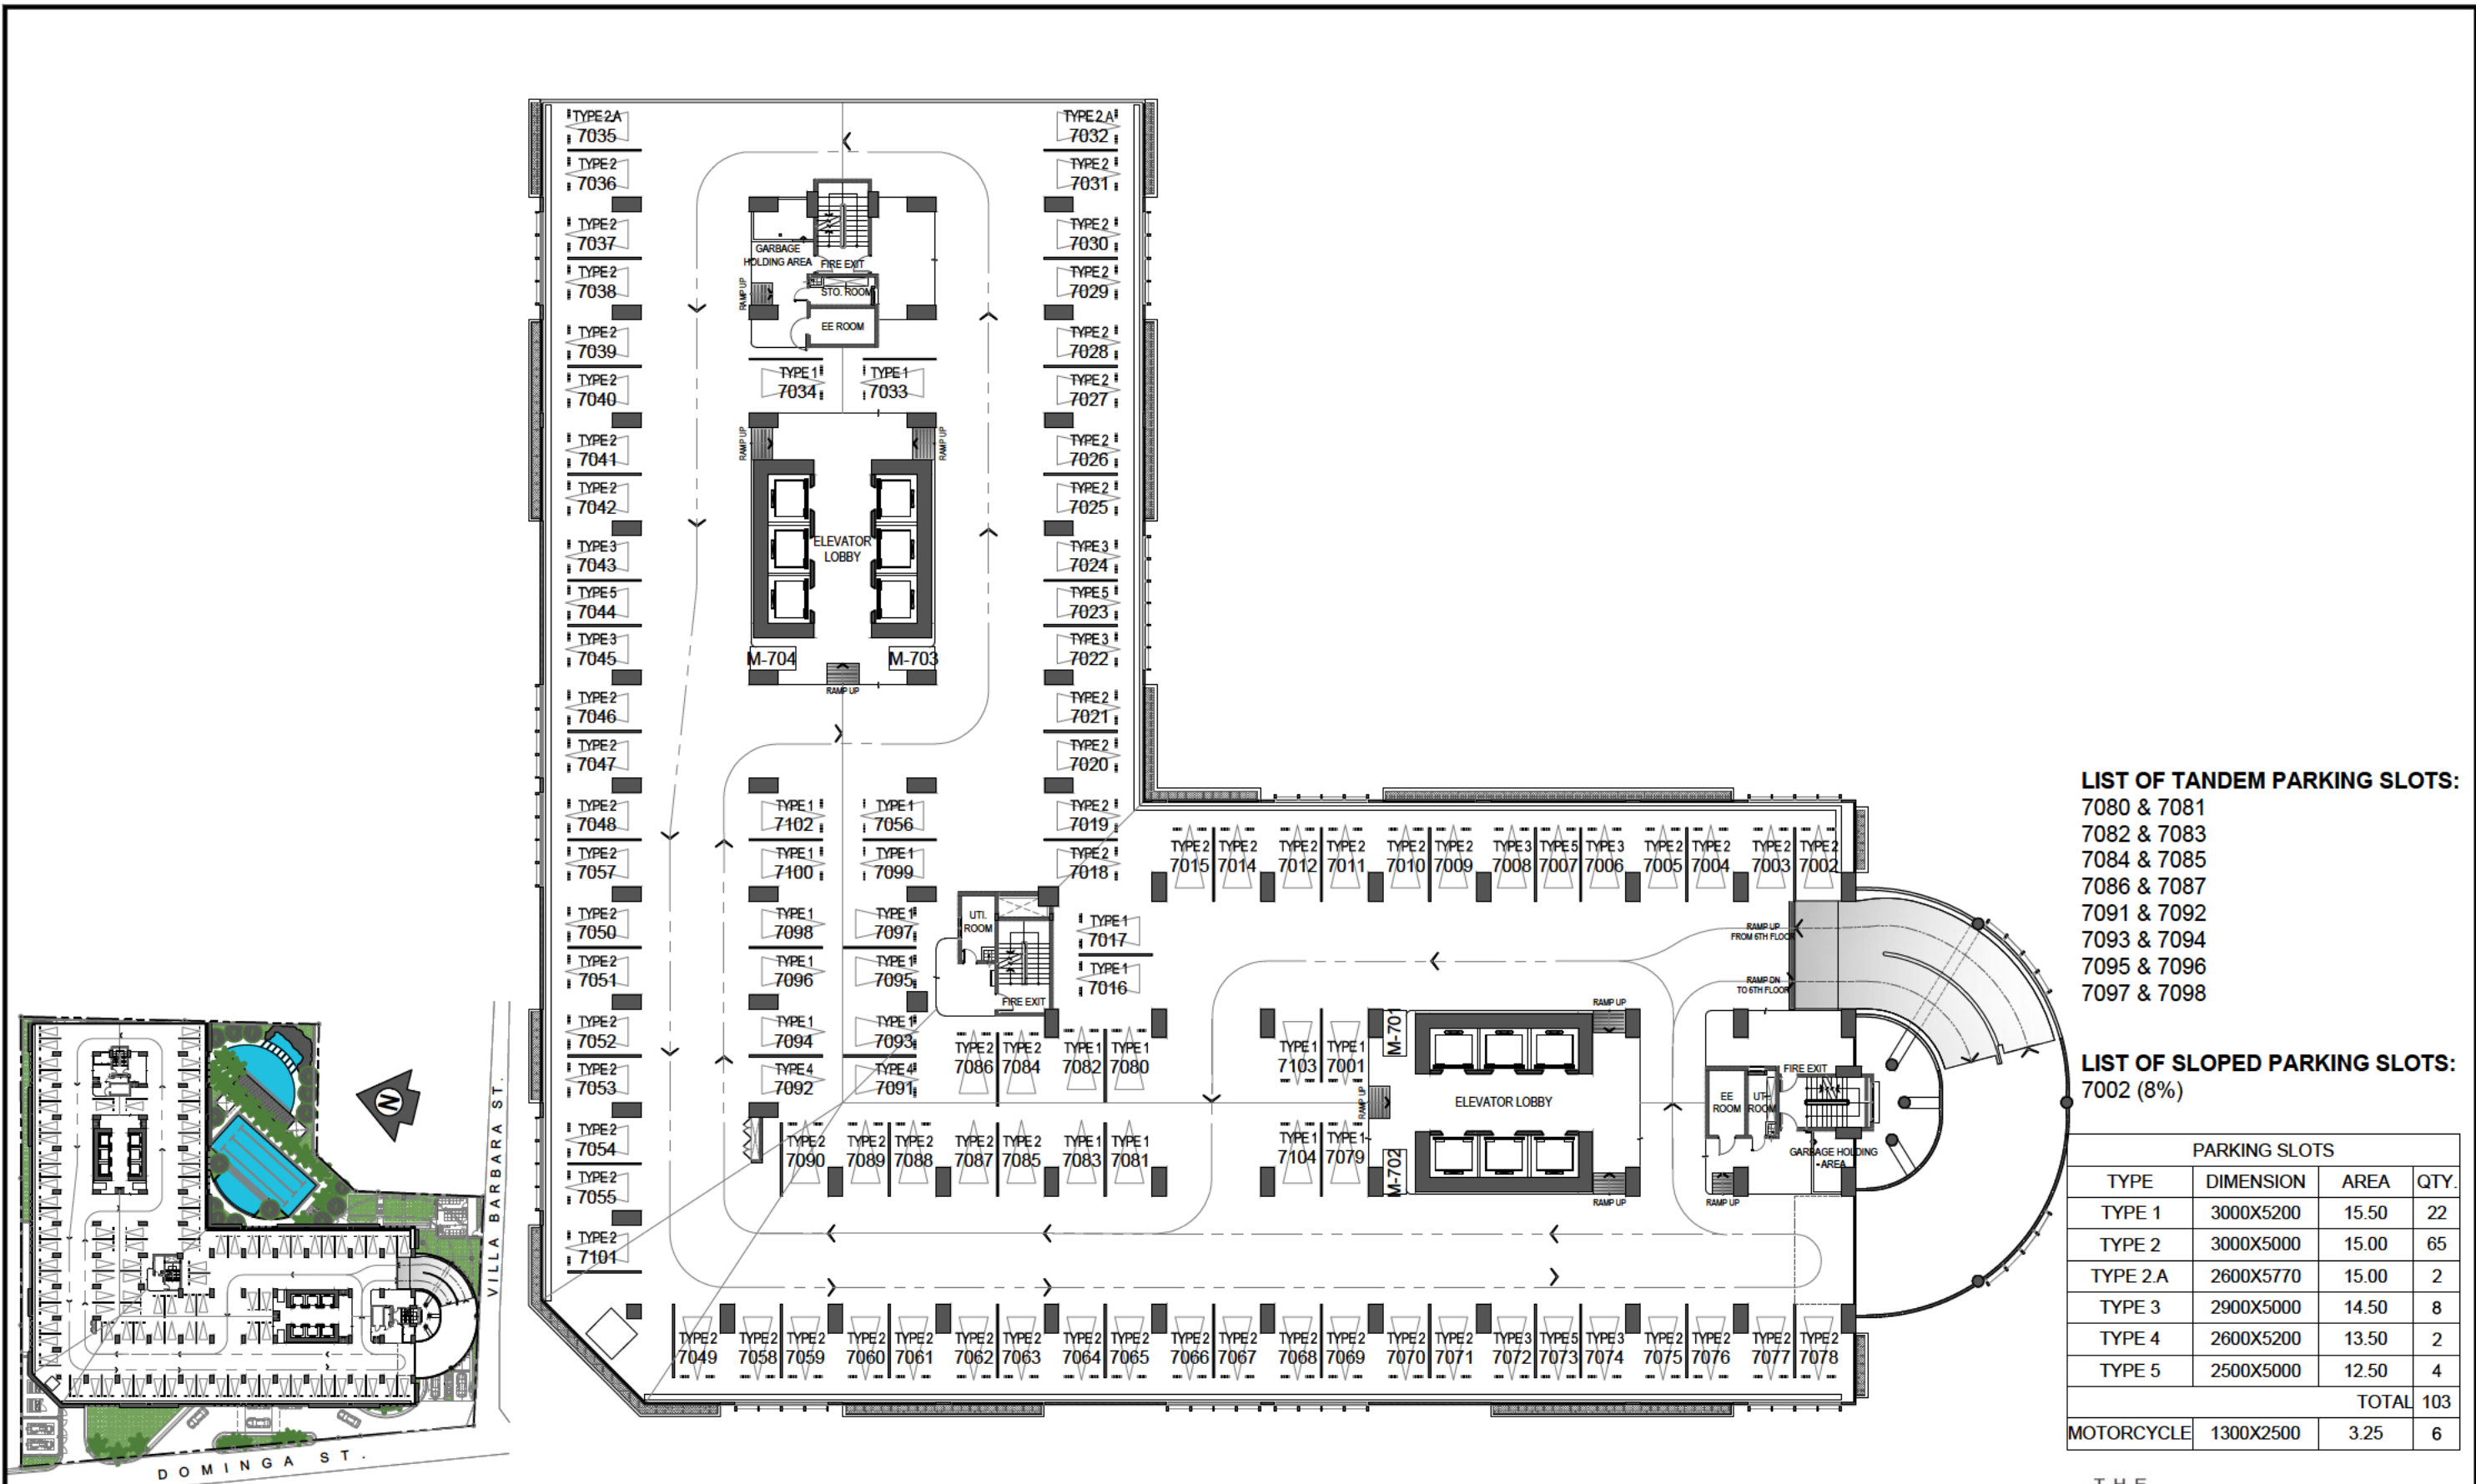 TYPE 2.A
7035
TYPE 2
7036
TYPE 2
7037
TYPE 2
7038
TYPE 2
7039
TYPE 2
7040
TYPE 2
7041
TYPE 2
7042
TYPE 3
7043
TYPE 5
7044
TYPE 3
7045
TYPE 2
7046
TYPE 2
7047
TYPE 2
7048
TYPE 2
7057
TYPE 2
7050
TYPE 2
7051
TYPE 2
7052
TYPE 2
7053
TYPE 2
7054
TYPE 2
7055
TYPE 2
7101
GARBAGE
HOLDING AREA
FIRE EXIT
RAMP UP
STO. ROOM
EE ROOM
TYPE 1
7034
TYPE 1
7033
RAMP UP
RAMP UP
ELEVATOR
LOBBY
M-704
M-703
RAMP UP
TYPE 1
7102
TYPE 1
7056
TYPE 1
7100
TYPE 1
7099
TYPE 1
7098
TYPE 1
7097
TYPE 1
7096
TYPE 1
7095
TYPE 1
7094
TYPE 1
7093
TYPE 4
7092
TYPE 4
7091
TYPE 2.A
7032
TYPE 2
7031
TYPE 2
7030
TYPE 2
7029
TYPE 2
7028
TYPE 2
7027
TYPE 2
7026
TYPE 2
7025
TYPE 3
7024
TYPE 5
7023
TYPE 3
7022
TYPE 2
7021
TYPE 2
7020
TYPE 2
7019
TYPE 2
7018
TYPE 2 TYPE 2 TYPE 2 TYPE 2 TYPE 2 TYPE 2 TYPE 3 TYPE 5 TYPE 3 TYPE 2 TYPE 2 TYPE 2 TYPE 2
7015 7014 7012 7011 7010 7009 7008 7007 7006 7005 7004 7003 7002
UTI.
ROOM
FIRE EXIT
TYPE 1
7017
TYPE 1
7016
RAMP UP
FROM 6TH FLOOR
RAMP DN
TO 6TH FLOOR
TYPE 2 TYPE 2 TYPE 1 TYPE 1 TYPE 1 TYPE 1
7086 7084 7082 7080 7103 7001
M-701
RAMP UP
RAMP UP
ELEVATOR LOBBY
EE
ROOM
UTI.
ROOM
FIRE EXIT
GARBAGE HOLDING
AREA
TYPE 2 TYPE 2 TYPE 2 TYPE 2 TYPE 2 TYPE 1 TYPE 1 TYPE 1 TYPE 1
7090 7089 7088 7087 7085 7083 7081 7104 7079
M-702
RAMP UP
RAMP UP
TYPE 2 TYPE 2 TYPE 2 TYPE 2 TYPE 2 TYPE 2 TYPE 2 TYPE 2 TYPE 2 TYPE 2 TYPE 2 TYPE 2 TYPE 2 TYPE 2 TYPE 2 TYPE 3 TYPE 5 TYPE 3 TYPE 2 TYPE 2 TYPE 2 TYPE 2
7049 7058 7059 7060 7061 7062 7063 7064 7065 7066 7067 7068 7069 7070 7071 7072 7073 7074 7075 7076 7077 7078
N
VILLA BARBARA ST.
DOMINGA ST.
LIST OF TANDEM PARKING SLOTS:
7080 & 7081
7082 & 7083
7084 & 7085
7086 & 7087
7091 & 7092
7093 & 7094
7095 & 7096
7097 & 7098
LIST OF SLOPED PARKING SLOTS:
7002 (8%)
PARKING SLOTS
TYPE DIMENSION AREA QTY.
TYPE 1 3000X5200 15.50 22
TYPE 2 3000X5000 15.00 65
TYPE 2.A 2600X5770 15.00 2
TYPE 3 2900X5000 14.50 8
TYPE 4 2600X5200 13.50 2
TYPE 5 2500X5000 12.50 4
TOTAL 103
MOTORCYCLE 1300X2500 3.25 6
THE